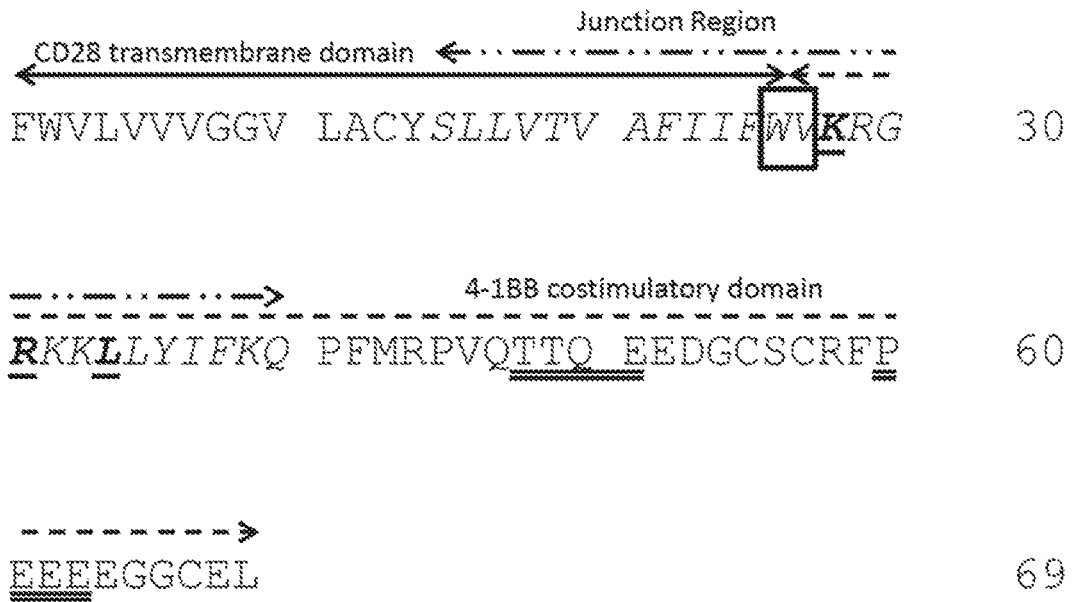 Junction Region
CD28 transmembrane domain
FWVLVVVGGV LACYSLLVTV AFIIFWVKRG 30
4-1BB costimulatory domain
RKKLLYIFKQ PFMRPVQTTQ EEDGCSCRFP 60
EEEEGGCEL 69